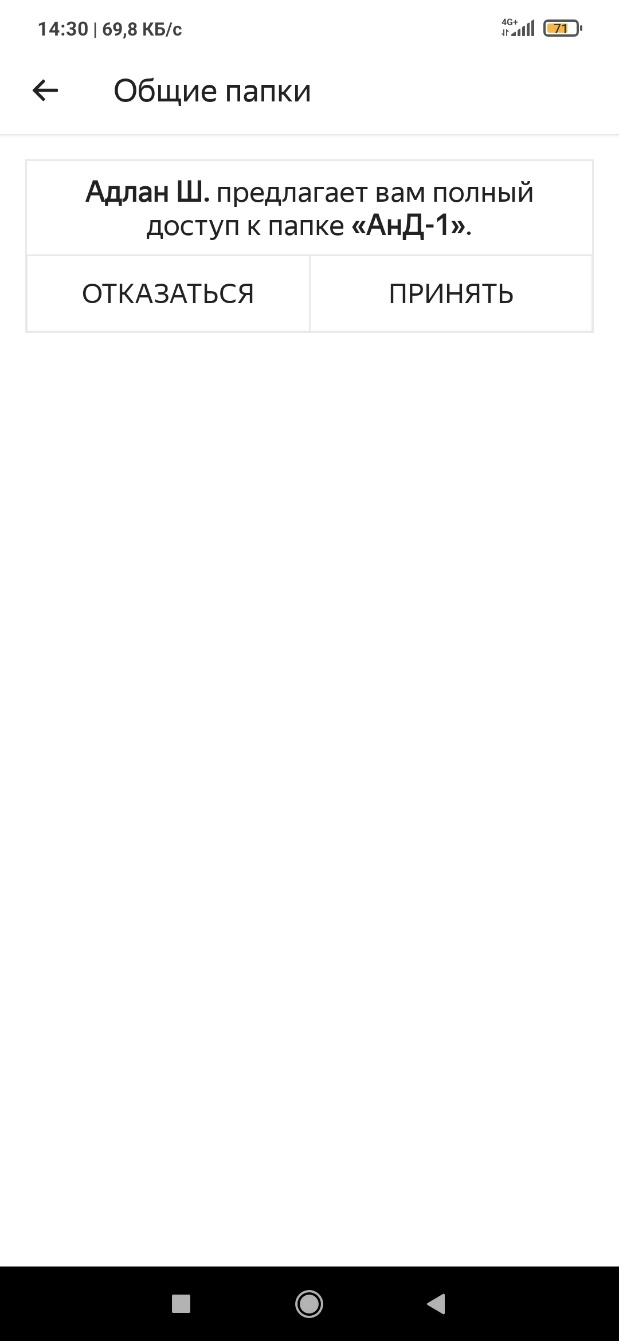 14:30 | 69,8 КБ/с
4G+
71
Общие папки
Адлан Ш. предлагает вам полный
доступ к папке «АнД-1».
ОТКАЗАТЬСЯ
ПРИНЯТЬ